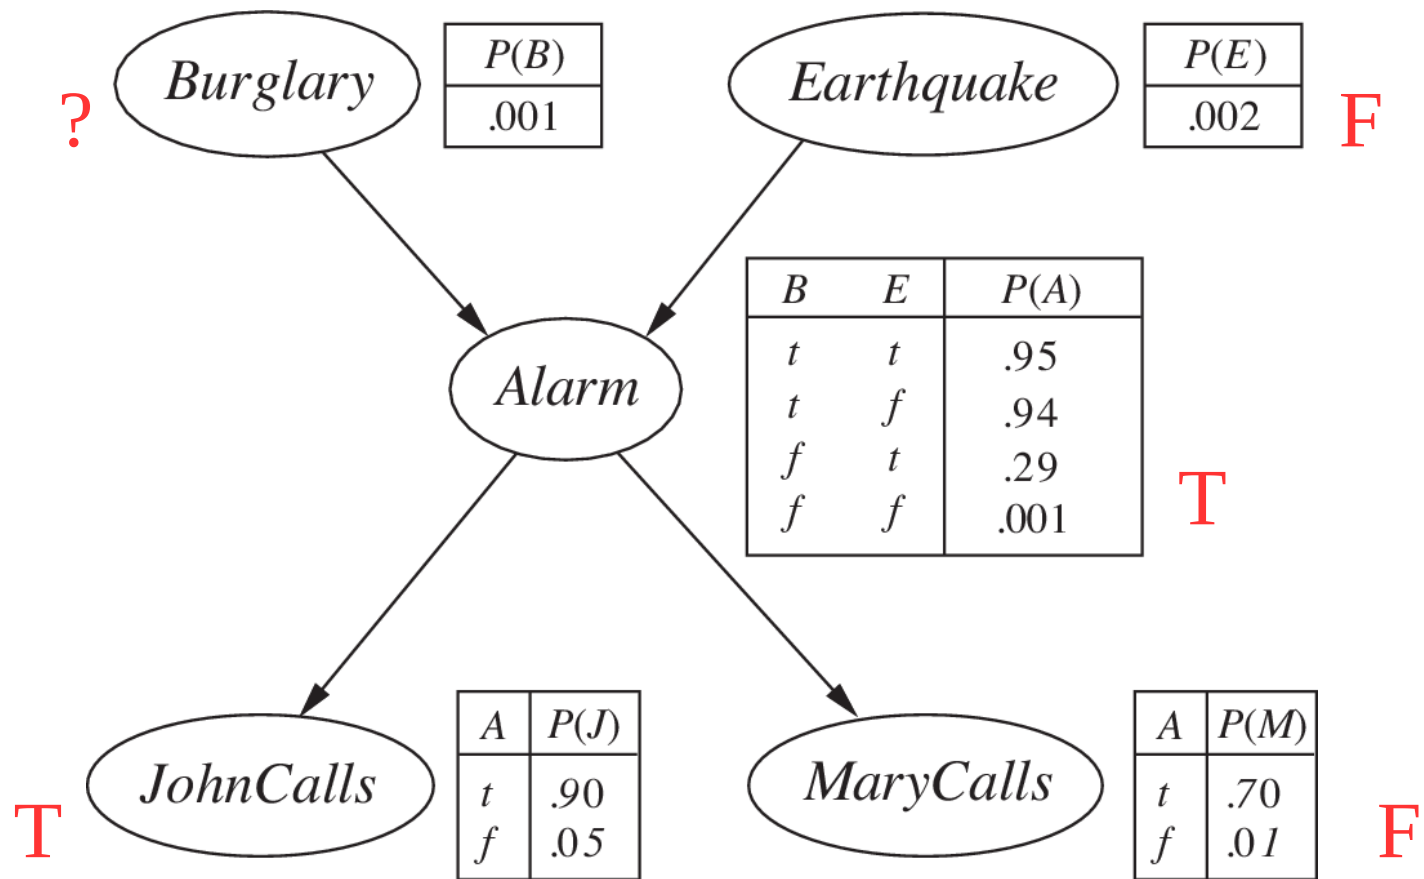 Burglary
P(B)
.001
?
Earthquake
P(E)
.002
F
Alarm
B E P(A)
t t .95
t f .94
f t .29
f f .001
T
JohnCalls
A P(J)
t .90
f .05
T
MaryCalls
A P(M)
t .70
f .01
F